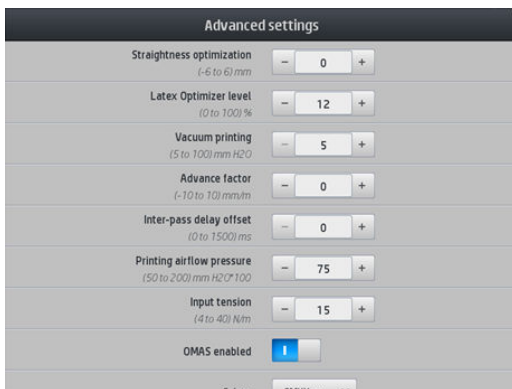 Advanced settings
Straightness optimization
(-6 to 6) mm
− 0 +
Latex Optimizer level
(0 to 100) %
− 12 +
Vacuum printing
(5 to 100) mm H2O
− 5 +
Advance factor
(-10 to 10) mm/m
− 0 +
Inter-pass delay offset
(0 to 1500) ms
− 0 +
Printing airflow pressure
(50 to 200) mm H2O*100
− 75 +
Input tension
(4 to 40) N/m
− 15 +
OMAS enabled
I